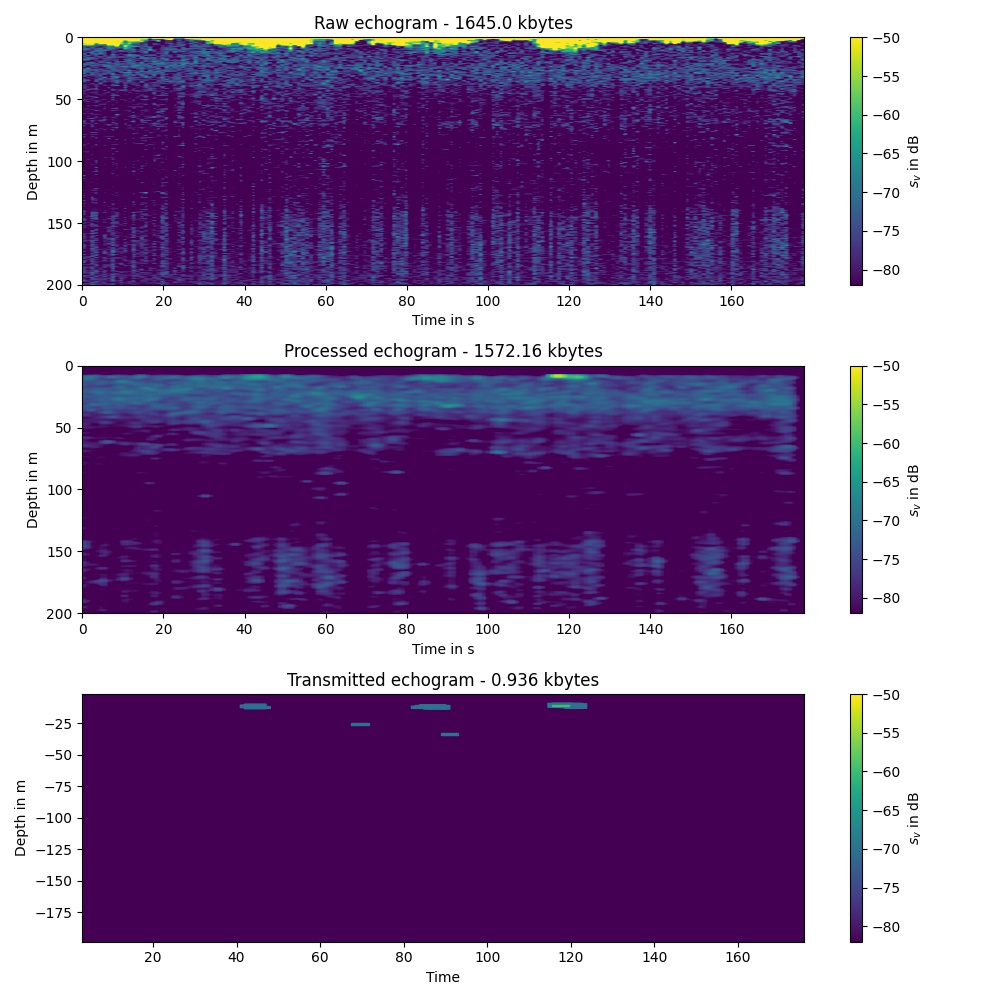 Raw echogram - 1645.0 kbytes
0
50
100
150
200
Depth in m
0 20 40 60 80 100 120 140 160
Time in s
−50
−55
−60
−65
−70
−75
−80
sv in dB
Processed echogram - 1572.16 kbytes
0
50
100
150
200
Depth in m
0 20 40 60 80 100 120 140 160
Time in s
−50
−55
−60
−65
−70
−75
−80
sv in dB
Transmitted echogram - 0.936 kbytes
−25
−50
−75
−100
−125
−150
−175
Depth in m
20 40 60 80 100 120 140 160
Time
−50
−55
−60
−65
−70
−75
−80
sv in dB